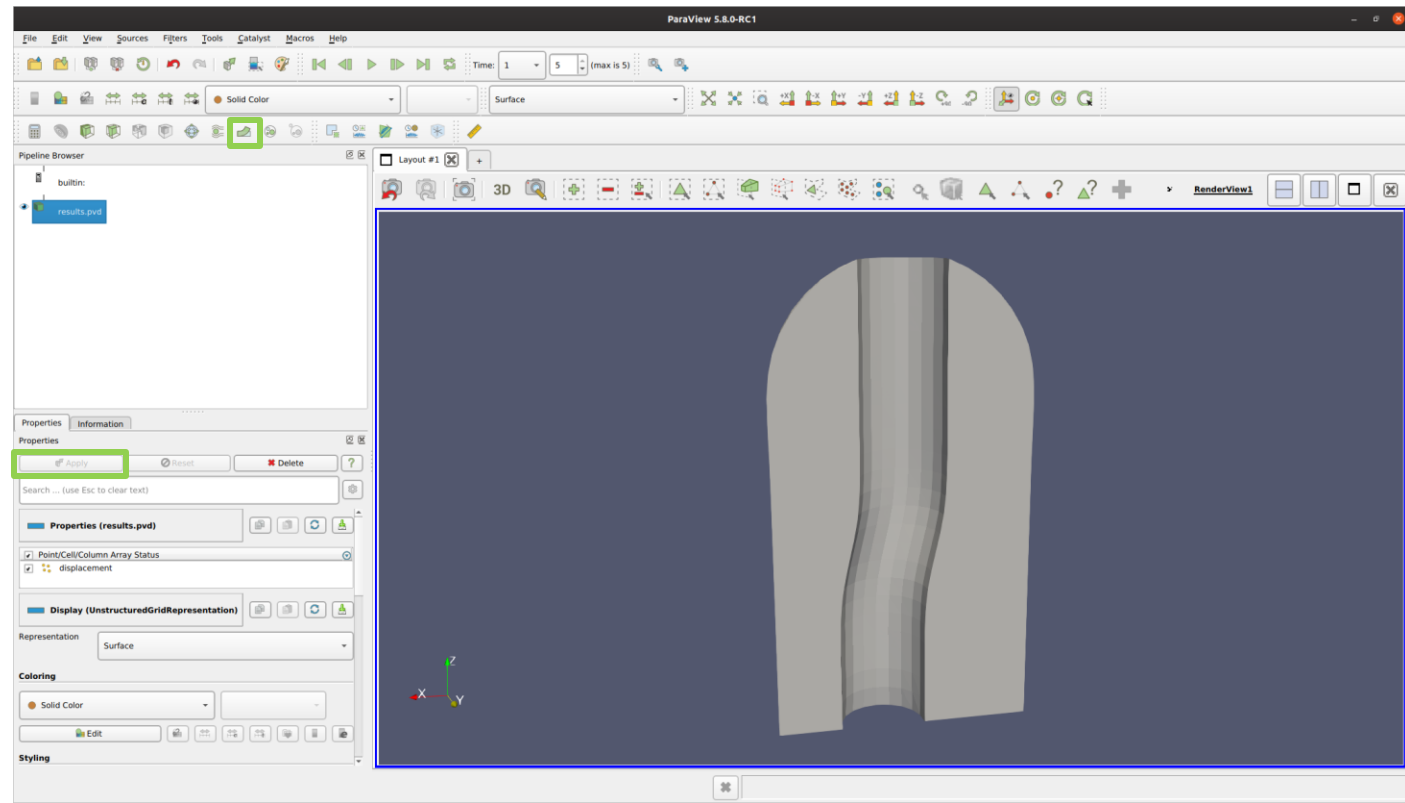 ParaView 5.8.0-RC1
File Edit View Sources Filters Tools Catalyst Macros Help
Time: 1 5 (max is 5)
Solid Color Surface
+X -X +Y -Y +Z -Z
Pipeline Browser
Layout #1 +
builtin:
3D
RenderView1
results.pvd
Properties Information
Properties
Apply Reset Delete ?
Search ... (use Esc to clear text)
Properties (results.pvd)
Point/Cell/Column Array Status
displacement
Display (UnstructuredGridRepresentation)
Representation Surface
Coloring
Solid Color
Edit
Styling
Z
X Y